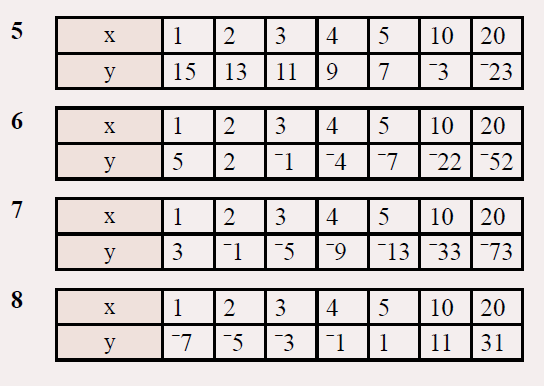 5 x 1 2 3 4 5 10 20
y 15 13 11 9 7 ⁻3 ⁻23
6 x 1 2 3 4 5 10 20
y 5 2 ⁻1 ⁻4 ⁻7 ⁻22 ⁻52
7 x 1 2 3 4 5 10 20
y 3 ⁻1 ⁻5 ⁻9 ⁻13 ⁻33 ⁻73
8 x 1 2 3 4 5 10 20
y ⁻7 ⁻5 ⁻3 ⁻1 1 11 31